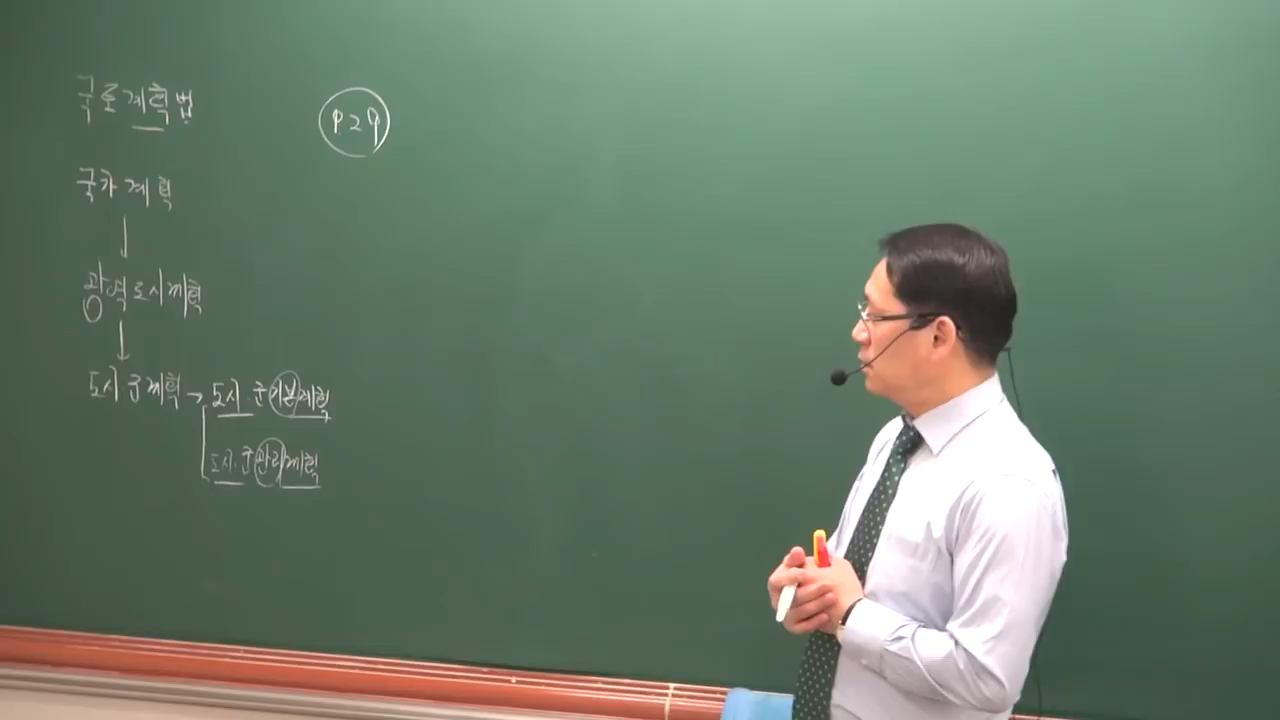 국토계획법
P29
국가계획
↓
광역도시계획
↓
도시군계획 → 도시·군기본계획
도시·군관리계획